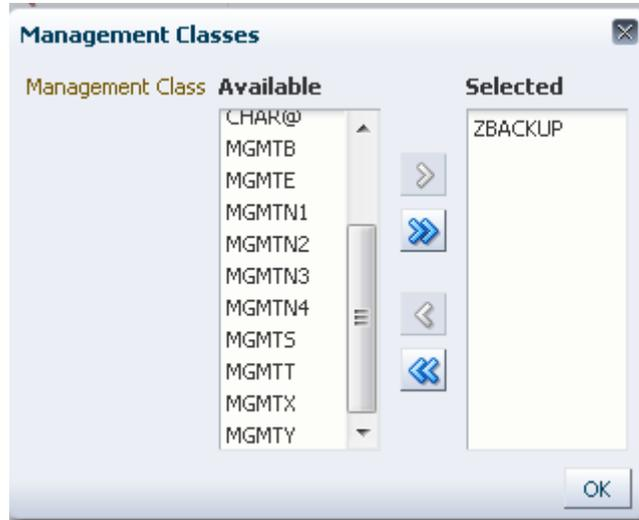 Management Classes
Management Class Available Selected
CHAR@
ZBACKUP
MGMTB
MGMTE
MGMTN1
MGMTN2
MGMTN3
MGMTN4
MGMTS
MGMTT
MGMTX
MGMTY
OK